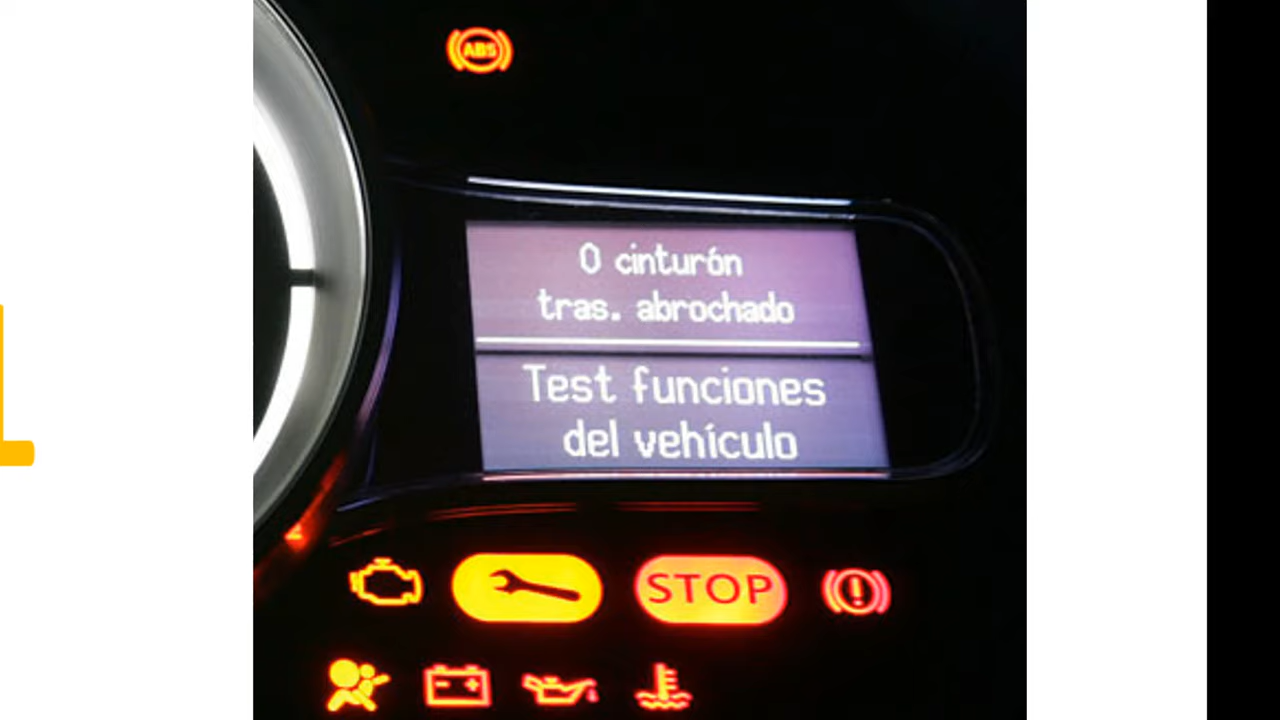 ABS
0 cinturón
tras. abrochado
Test funciones
del vehículo
STOP